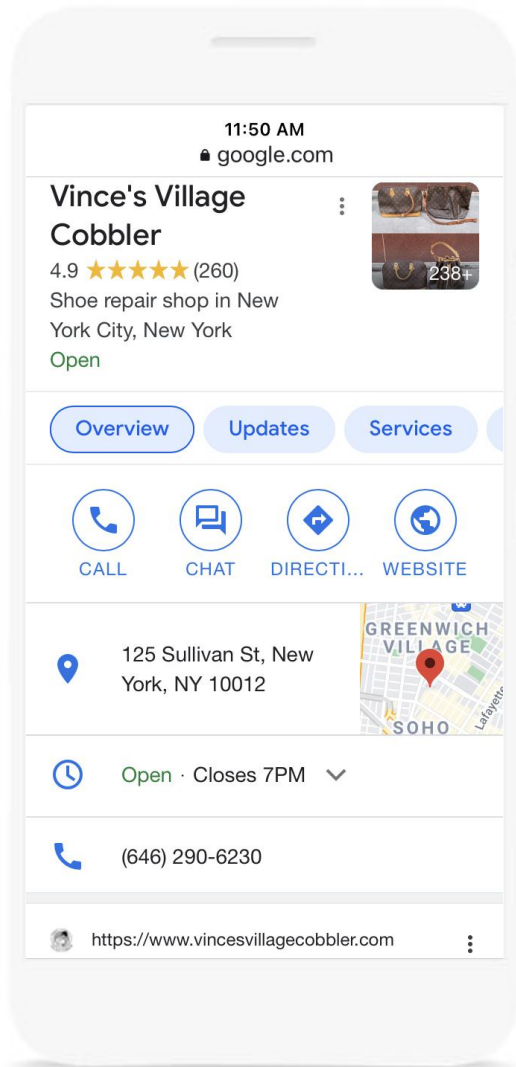 11:50 AM
google.com
Vince's Village
Cobbler
4.9 ★★★★★ (260)
238+
Shoe repair shop in New
York City, New York
Open
Overview
Updates
Services
CALL
CHAT
DIRECTI...
WEBSITE
125 Sullivan St, New
York, NY 10012
GREENWICH
VILLAGE
SOHO
Lafayette
Open · Closes 7PM
(646) 290-6230
https://www.vincesvillagecobbler.com